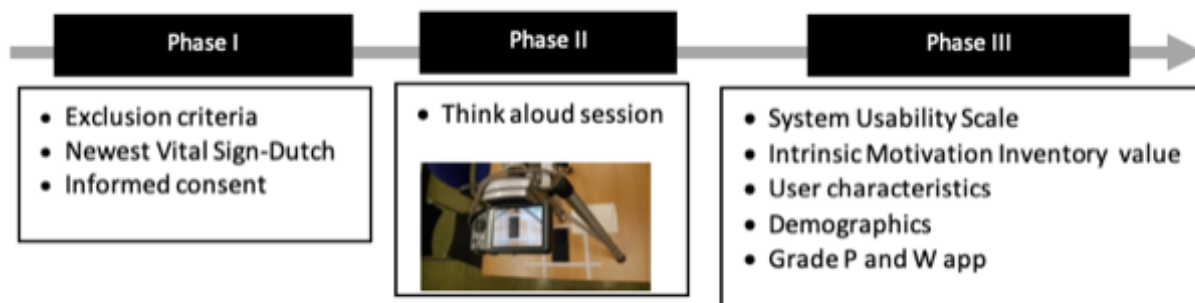 Phase I
Phase II
Phase III
• Exclusion criteria
• Newest Vital Sign-Dutch
• Informed consent
• Think aloud session
• System Usability Scale
• Intrinsic Motivation Inventory value
• User characteristics
• Demographics
• Grade P and W app